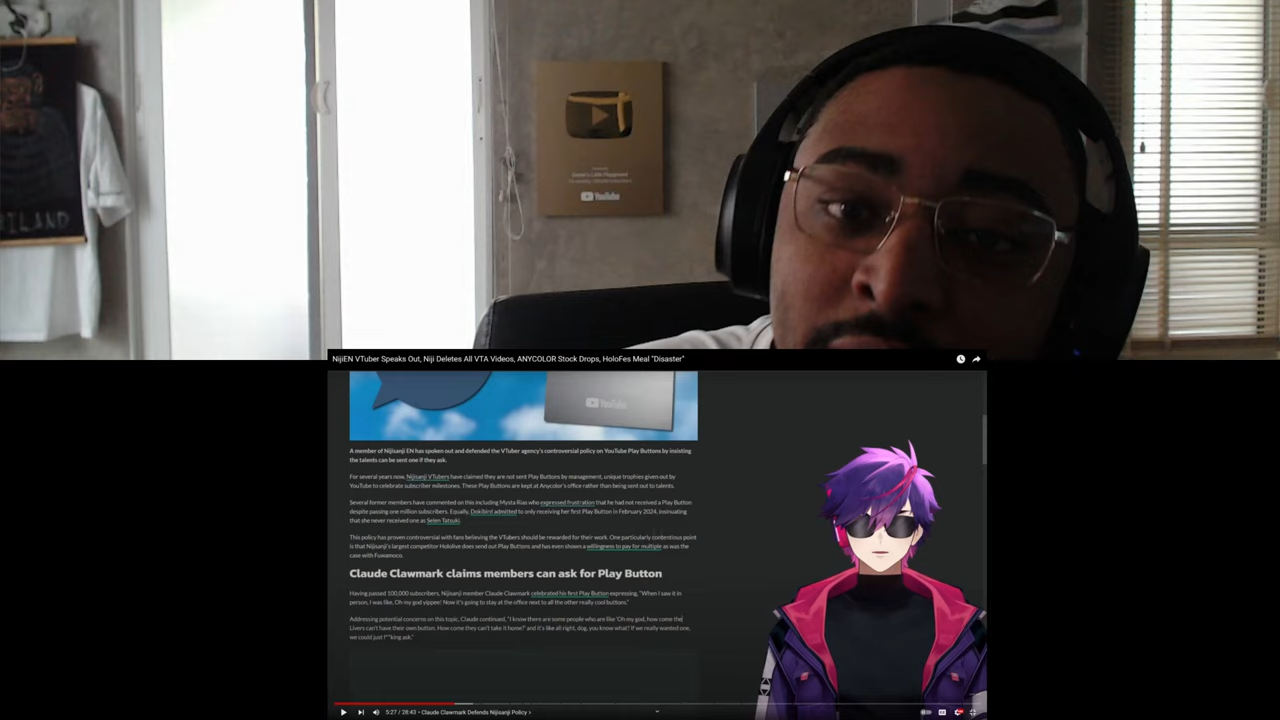 PILAND
YouTube
NijiEN VTuber Speaks Out, Niji Deletes All VTA Videos, ANYCOLOR Stock Drops, HoloFes Meal "Disaster"
YouTube
A member of Nijisanji EN has spoken out and defended the VTuber agency's controversial policy on YouTube Play Buttons by insisting
the talents can be sent one if they ask.
For several years now, Nijisanji VTubers have claimed they are not sent Play Buttons by management, unique trophies given out by
YouTube to celebrate subscriber milestones. These Play Buttons are kept at Anycolor's office rather than being sent out to talents.
Several former members have commented on this including Mysta Rias who expressed frustration that he had not received a Play Button
despite passing one million subscribers. Equally, Dokibird admitted to only receiving her first Play Button in February 2024, insinuating
that she never received one as Selen Tatsuki.
This policy has proven controversial with fans believing the VTubers should be rewarded for their work. One particularly contentious point
is that Nijisanji's largest competitor Hololive does send out Play Buttons and has even shown a willingness to pay for multiple as was the
case with Fuwamoco.
Claude Clawmark claims members can ask for Play Button
Having passed 100,000 subscribers, Nijisanji member Claude Clawmark celebrated his first Play Button expressing, "When I saw it in
person, I was like, Oh my god yippee! Now it's going to stay at the office next to all the other really cool buttons."
Addressing potential concerns on this topic, Claude continued, "I know there are some people who are like 'Oh my god, how come the
Livers can't have their own button. How come they can't take it home?' and it's like all right, dog, you know what? If we really wanted one,
we could just f**king ask."
5:27 / 28:43 • Claude Clawmark Defends Nijisanji Policy ›